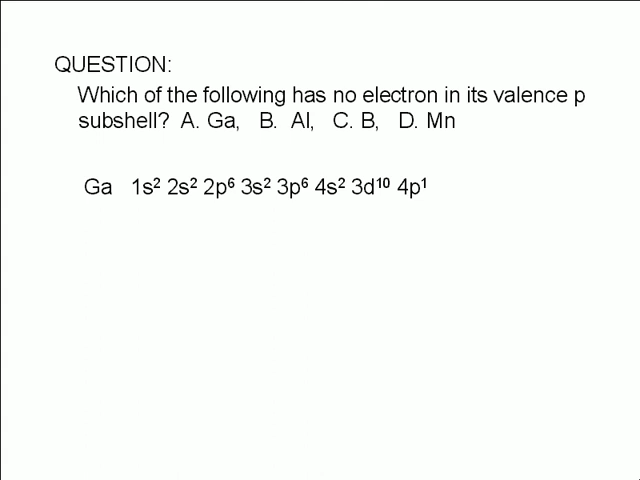 QUESTION:
Which of the following has no electron in its valence p
subshell? A. Ga, B. Al, C. B, D. Mn
Ga 1s² 2s² 2p⁶ 3s² 3p⁶ 4s² 3d¹⁰ 4p¹